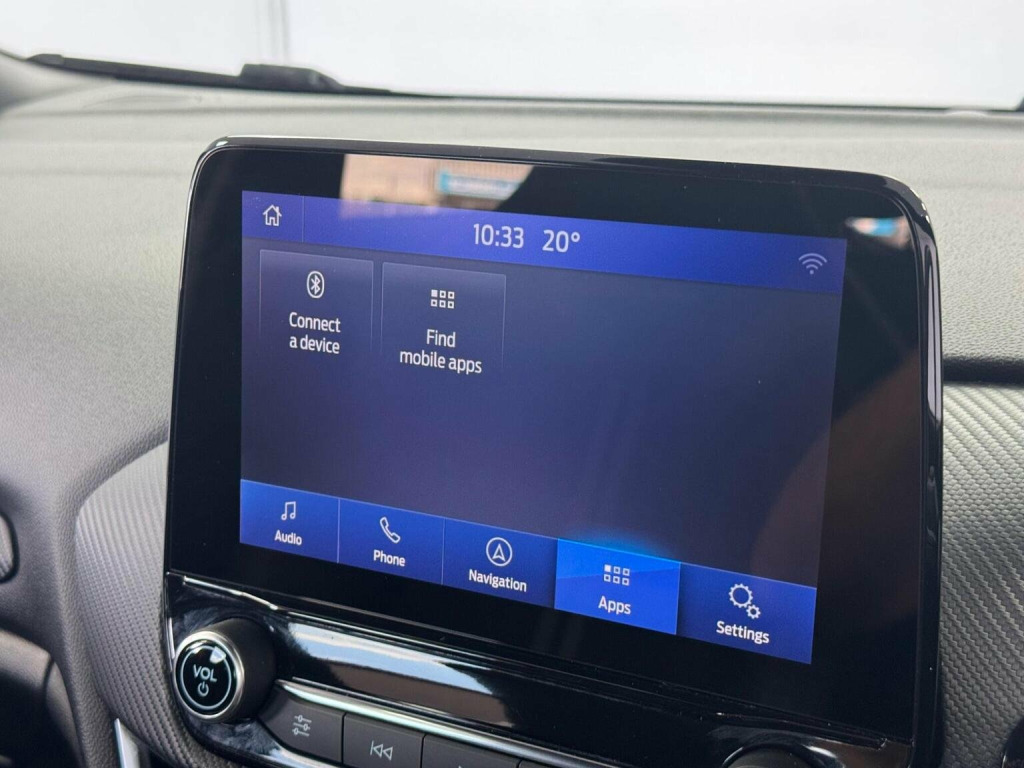 10:33 20°
Connect
a device
Find
mobile apps
Audio
Phone
Navigation
Apps
Settings
VOL